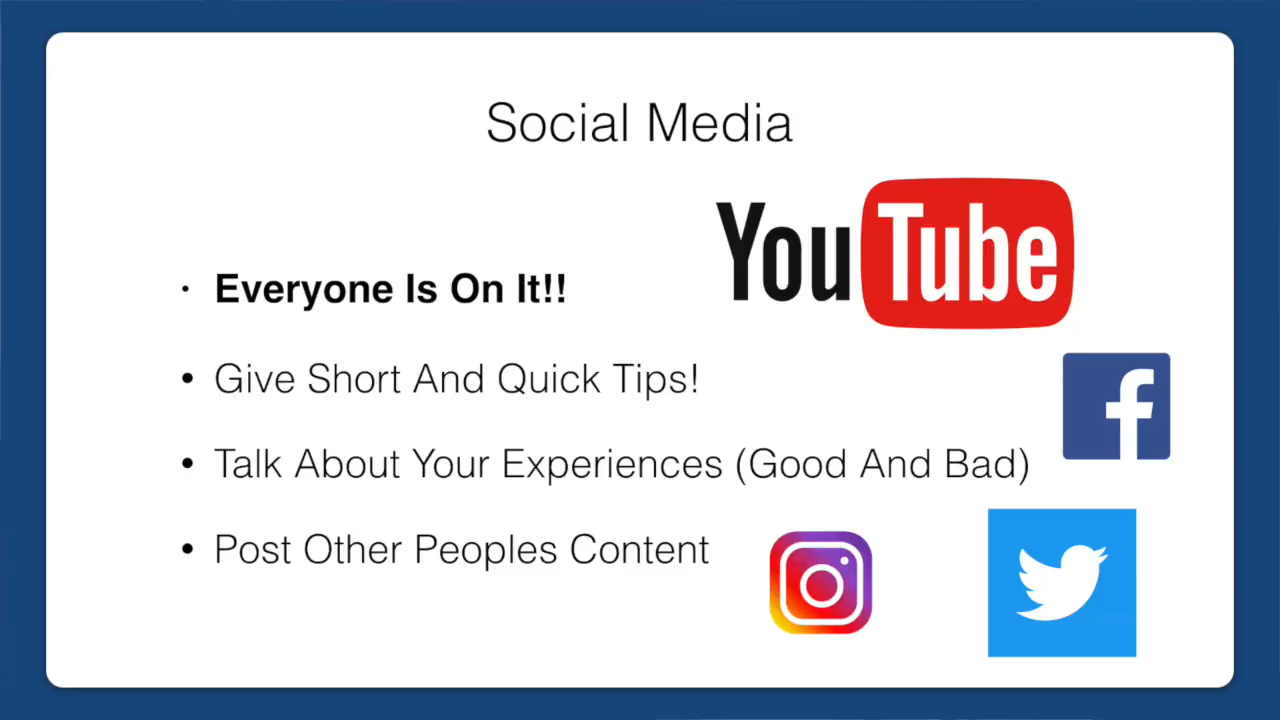 Social Media
YouTube
• Everyone Is On It!!
• Give Short And Quick Tips!
• Talk About Your Experiences (Good And Bad)
• Post Other Peoples Content
f